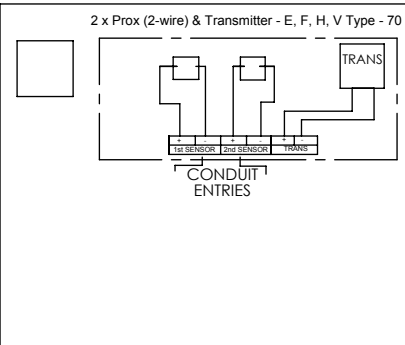 2 x Prox (2-wire) & Transmitter - E, F, H, V Type - 70
TRANS
+ - + - + -
1st SENSOR 2nd SENSOR TRANS
CONDUIT
ENTRIES